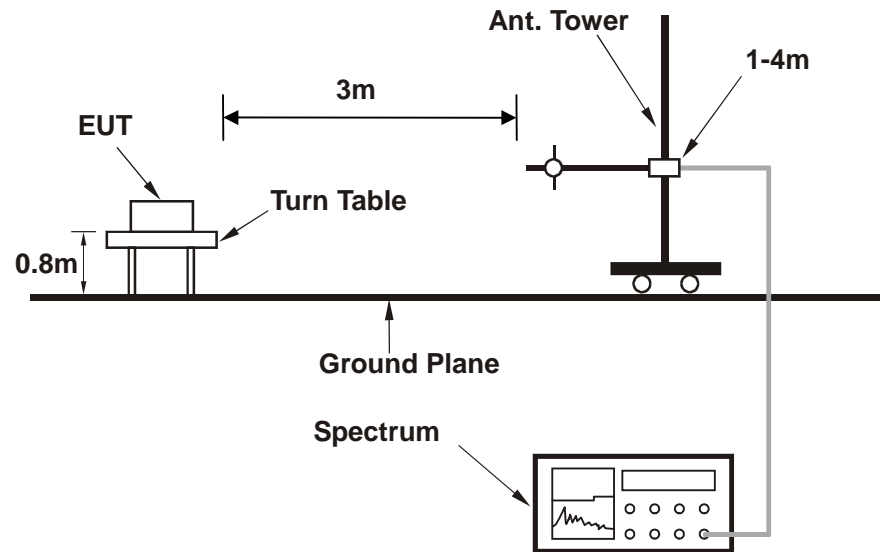 Ant. Tower
1-4m
3m
EUT
Turn Table
0.8m
Ground Plane
Spectrum